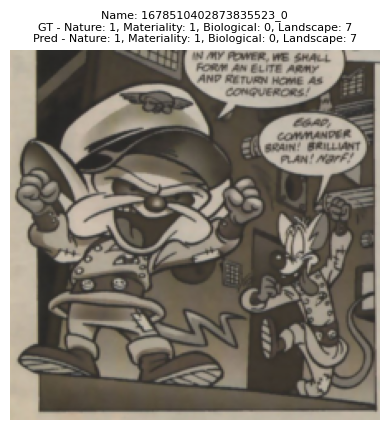 Name: 1678510402873835523_0
GT - Nature: 1, Materiality: 1, Biological: 0, Landscape: 7
Pred - Nature: 1, Materiality: 1, Biological: 0, Landscape: 7
IN MY POWER, WE SHALL
FORM AN ELITE ARMY
AND RETURN HOME AS
CONQUERORS!
EGAD,
COMMANDER
BRAIN! BRILLIANT
PLAN! NARF!